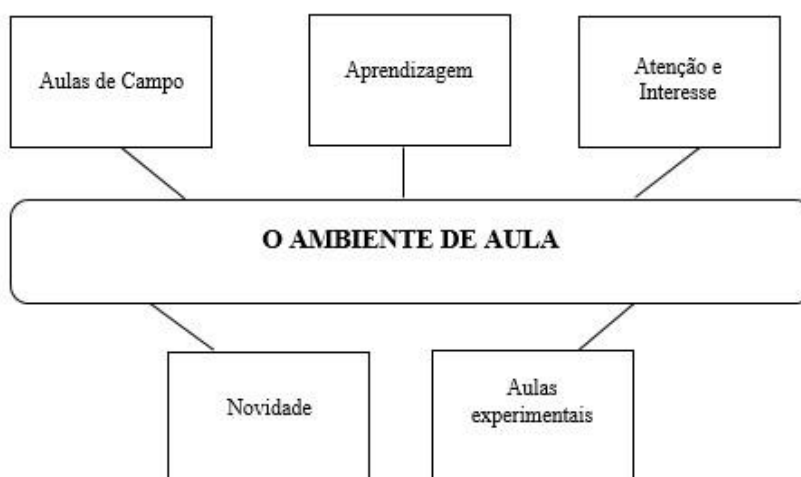 Aulas de Campo
Aprendizagem
Atenção e
Interesse
O AMBIENTE DE AULA
Novidade
Aulas
experimentais